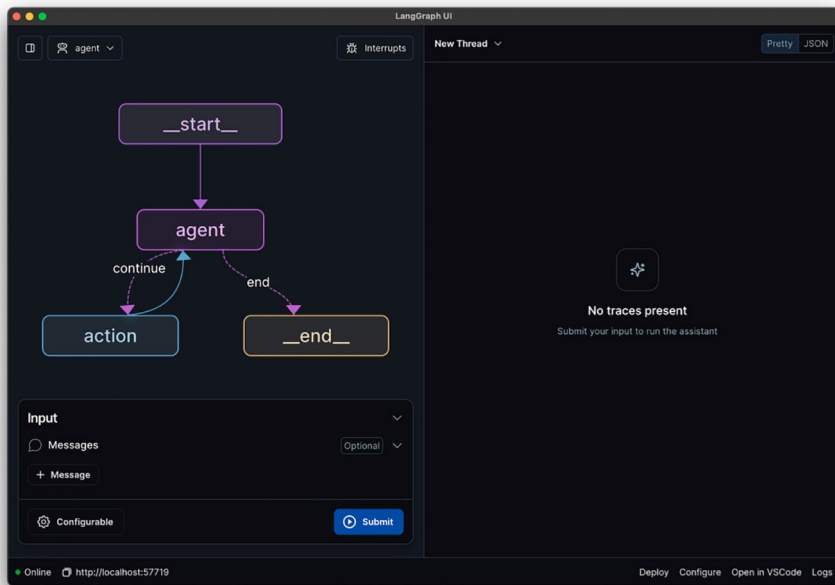 LangGraph UI
agent
Interrupts
New Thread
Pretty JSON
__start__
agent
continue
end
action
__end__
No traces present
Submit your input to run the assistant
Input
Messages
Optional
+ Message
Configurable
Submit
Online http://localhost:57719
Deploy Configure Open in VSCode Logs